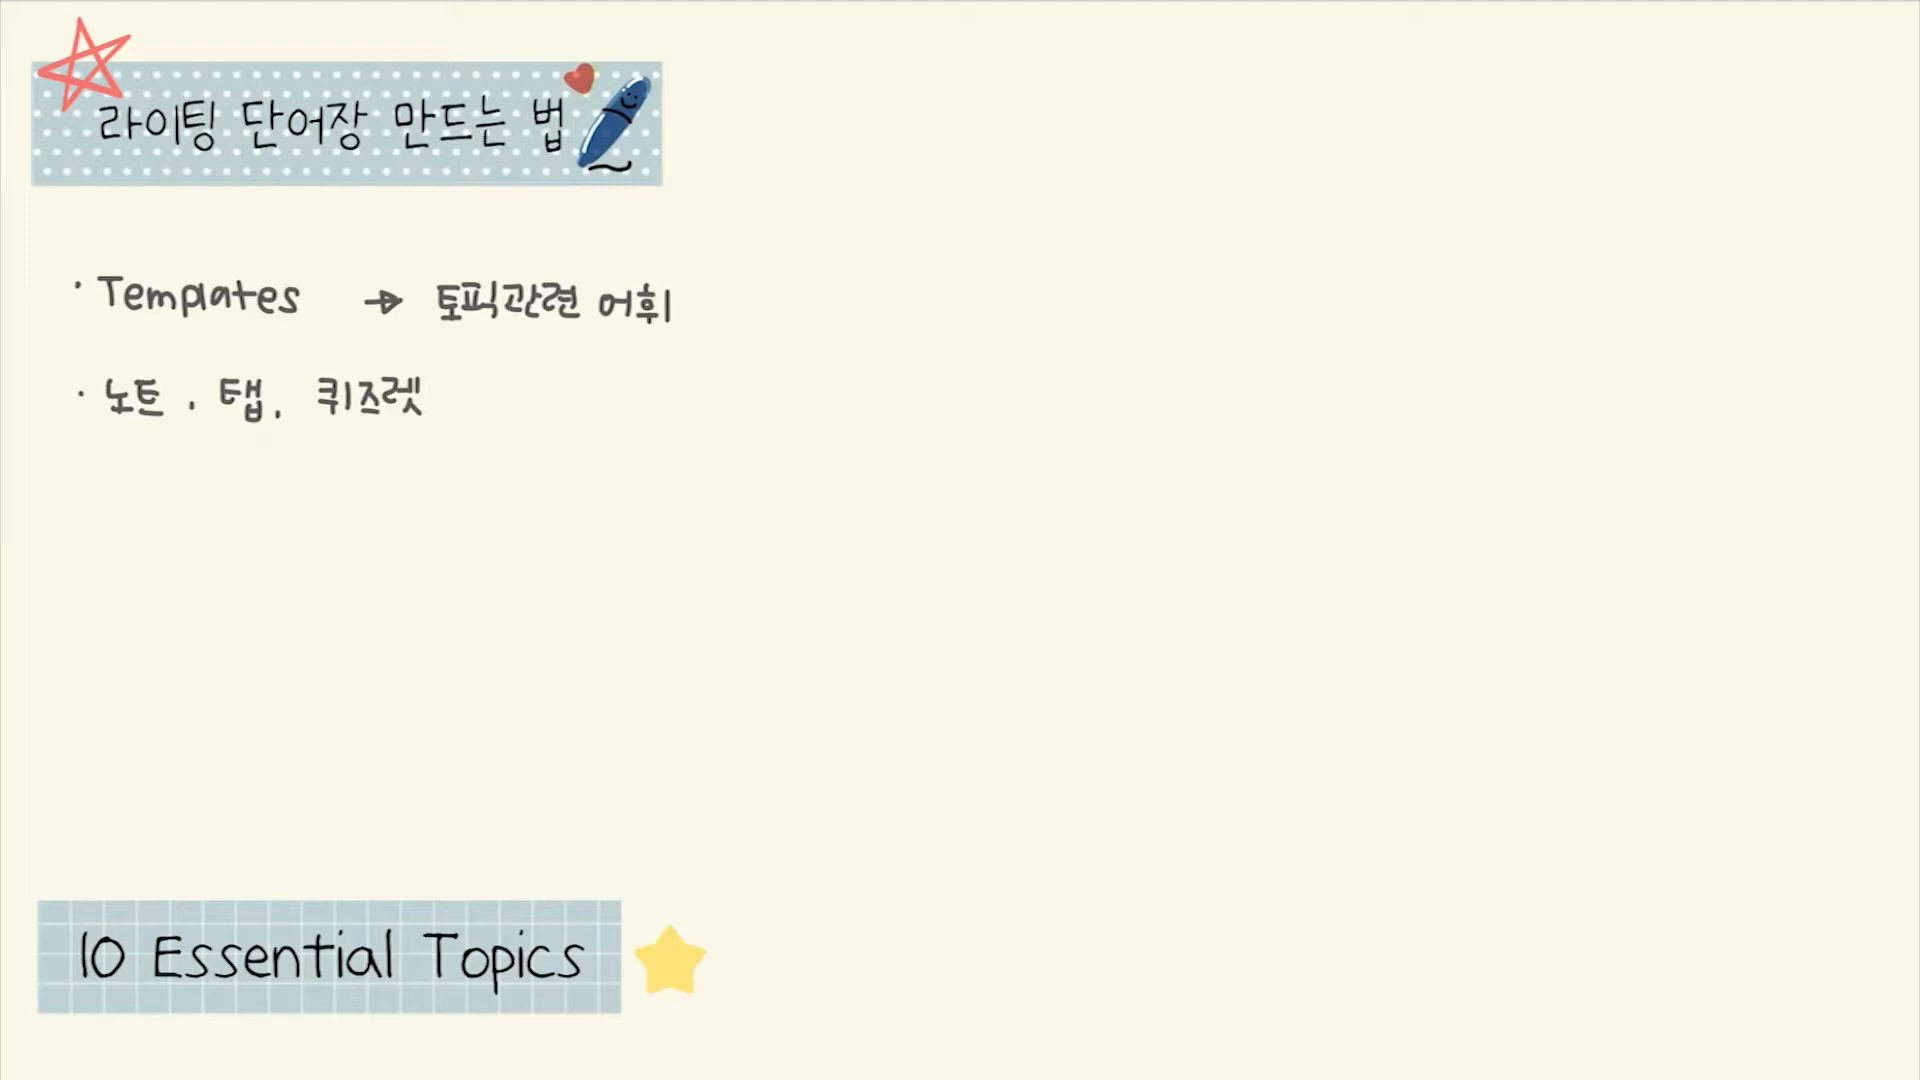 라이팅 단어장 만드는 법
· Templates → 토픽관련 어휘
· 노트, 탭, 퀴즈렛
10 Essential Topics